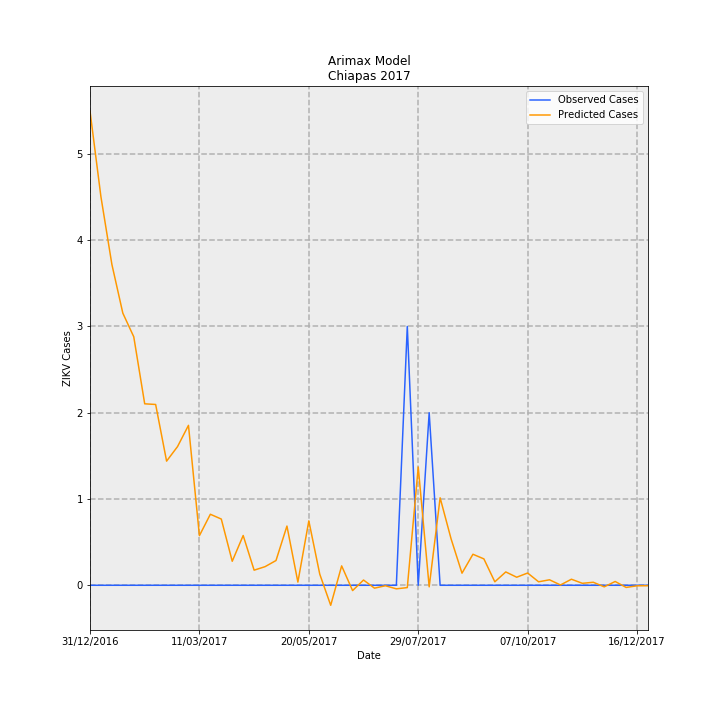 Arimax Model
Chiapas 2017
Observed Cases
Predicted Cases
ZIKV Cases
5
4
3
2
1
0
31/12/2016
11/03/2017
20/05/2017
29/07/2017
07/10/2017
16/12/2017
Date